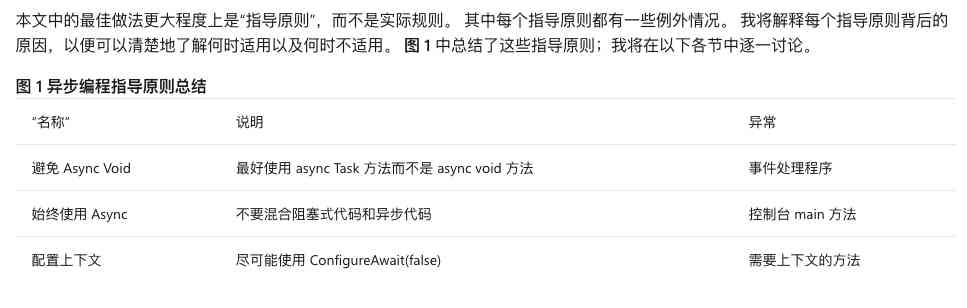 本文中的最佳做法更大程度上是“指导原则”，而不是实际规则。 其中每个指导原则都有一些例外情况。 我将解释每个指导原则背后的
原因，以便可以清楚地了解何时适用以及何时不适用。 图 1 中总结了这些指导原则；我将在以下各节中逐一讨论。
图 1 异步编程指导原则总结
“名称” 说明 异常
避免 Async Void 最好使用 async Task 方法而不是 async void 方法 事件处理程序
始终使用 Async 不要混合阻塞式代码和异步代码 控制台 main 方法
配置上下文 尽可能使用 ConfigureAwait(false) 需要上下文的方法